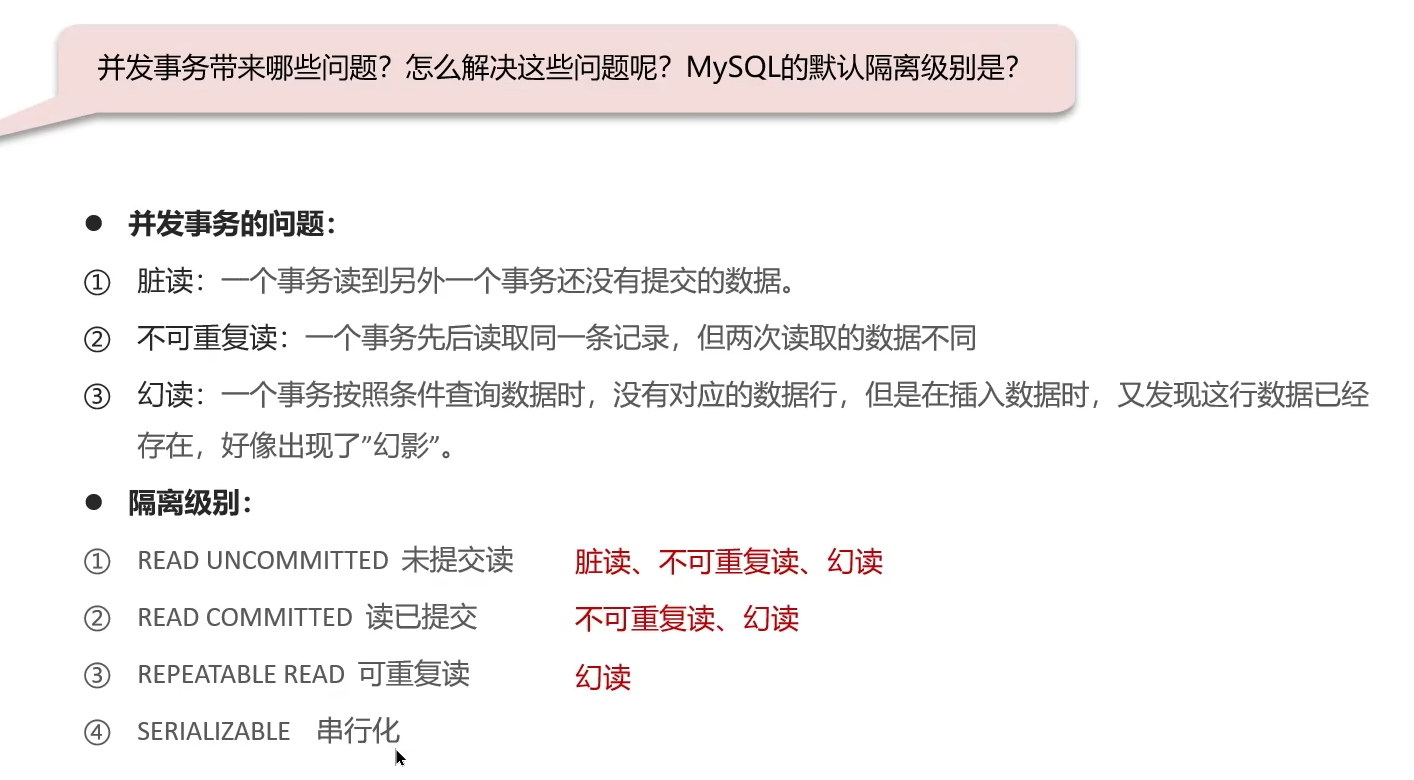 并发事务带来哪些问题？怎么解决这些问题呢？MySQL的默认隔离级别是？
● 并发事务的问题：
① 脏读：一个事务读到另外一个事务还没有提交的数据。
② 不可重复读：一个事务先后读取同一条记录，但两次读取的数据不同
③ 幻读：一个事务按照条件查询数据时，没有对应的数据行，但是在插入数据时，又发现这行数据已经
存在，好像出现了”幻影”。
● 隔离级别：
① READ UNCOMMITTED 未提交读 脏读、不可重复读、幻读
② READ COMMITTED 读已提交 不可重复读、幻读
③ REPEATABLE READ 可重复读 幻读
④ SERIALIZABLE 串行化